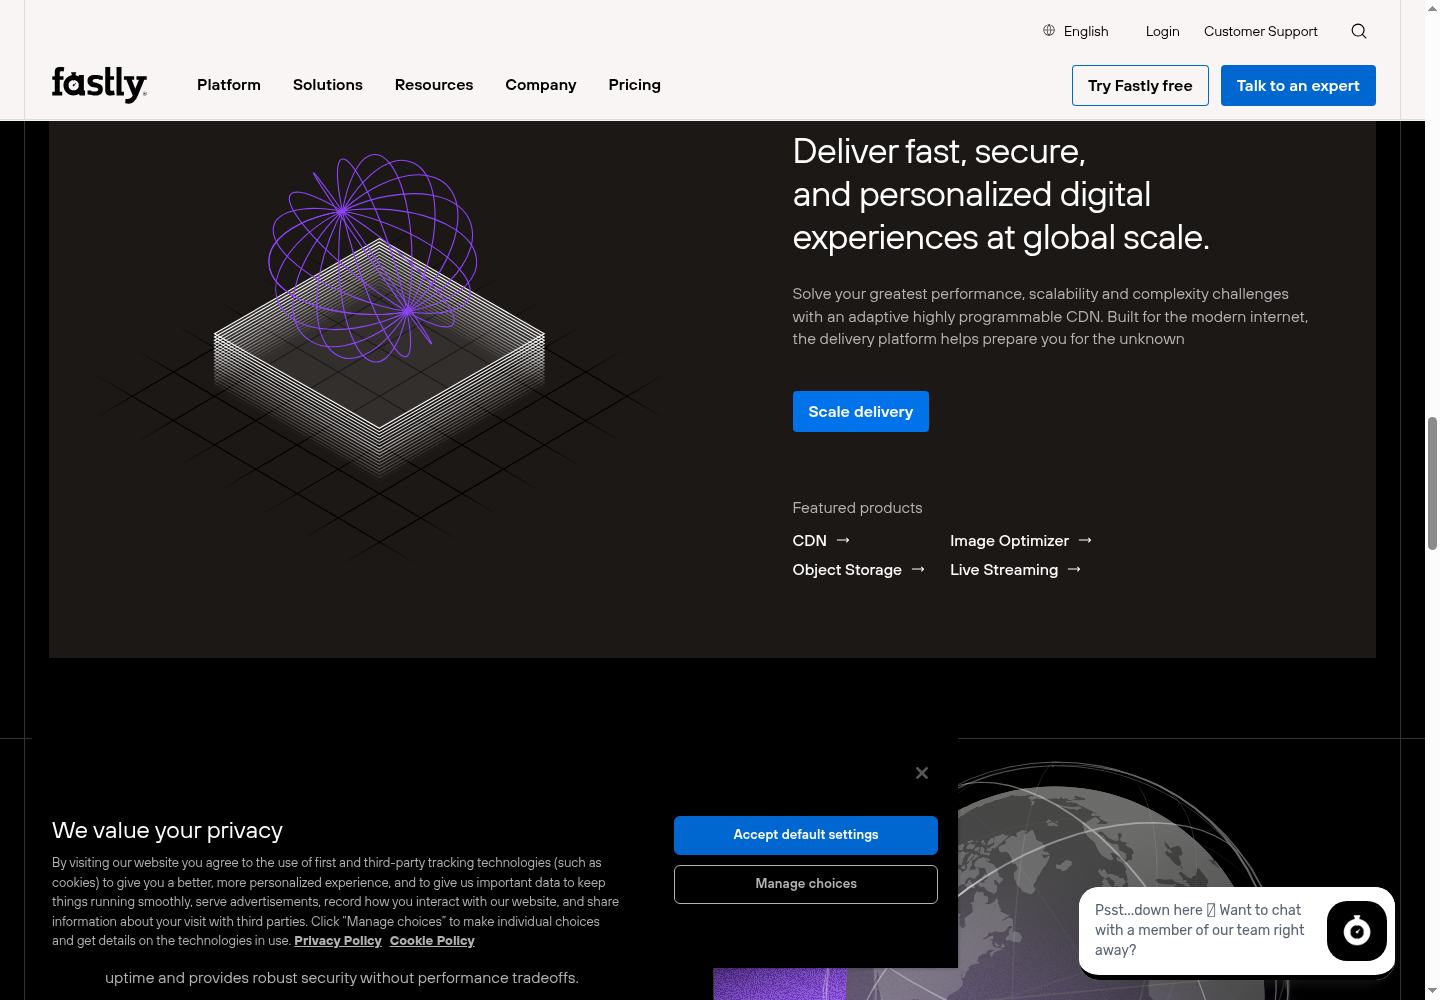 English
Login
Customer Support
fastly
Platform
Solutions
Resources
Company
Pricing
Try Fastly free
Talk to an expert
Deliver fast, secure,
and personalized digital
experiences at global scale.
Solve your greatest performance, scalability and complexity challenges
with an adaptive highly programmable CDN. Built for the modern internet,
the delivery platform helps prepare you for the unknown
Scale delivery
Featured products
CDN →
Image Optimizer →
Object Storage →
Live Streaming →
We value your privacy
By visiting our website you agree to the use of first and third-party tracking technologies (such as
cookies) to give you a better, more personalized experience, and to give us important data to keep
things running smoothly, serve advertisements, record how you interact with our website, and share
information about your visit with third parties. Click “Manage choices” to make individual choices
and get details on the technologies in use. Privacy Policy Cookie Policy
Accept default settings
Manage choices
uptime and provides robust security without performance tradeoffs.
Psst...down here Want to chat
with a member of our team right
away?